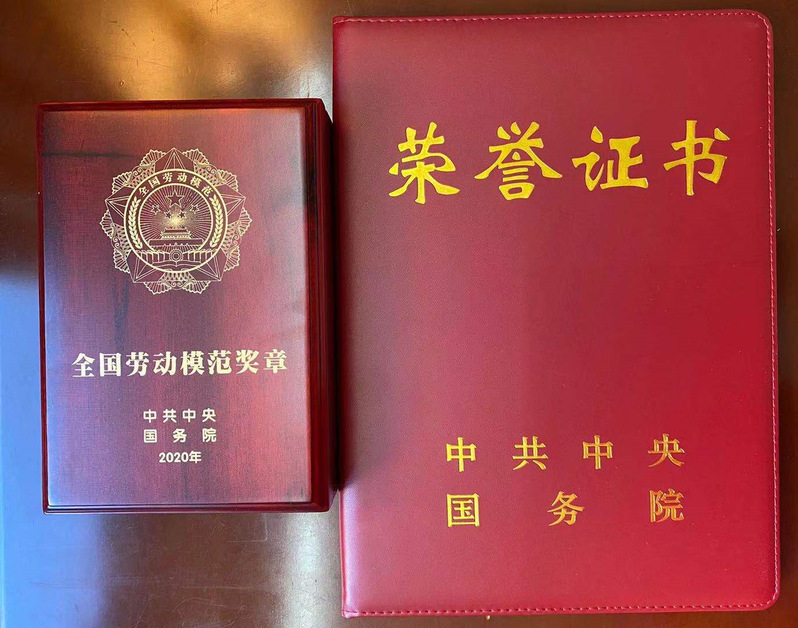 全国劳动模范
全国劳动模范奖章
中共中央
国务院
2020年
荣誉证书
中共中央
国务院